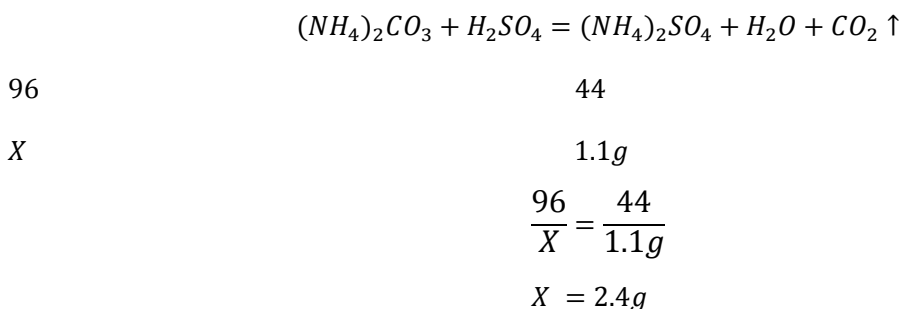 (NH₄)₂CO₃ + H₂SO₄ = (NH₄)₂SO₄ + H₂O + CO₂ ↑
96 44
X 1.1g
96/X = 44/1.1g
X = 2.4g